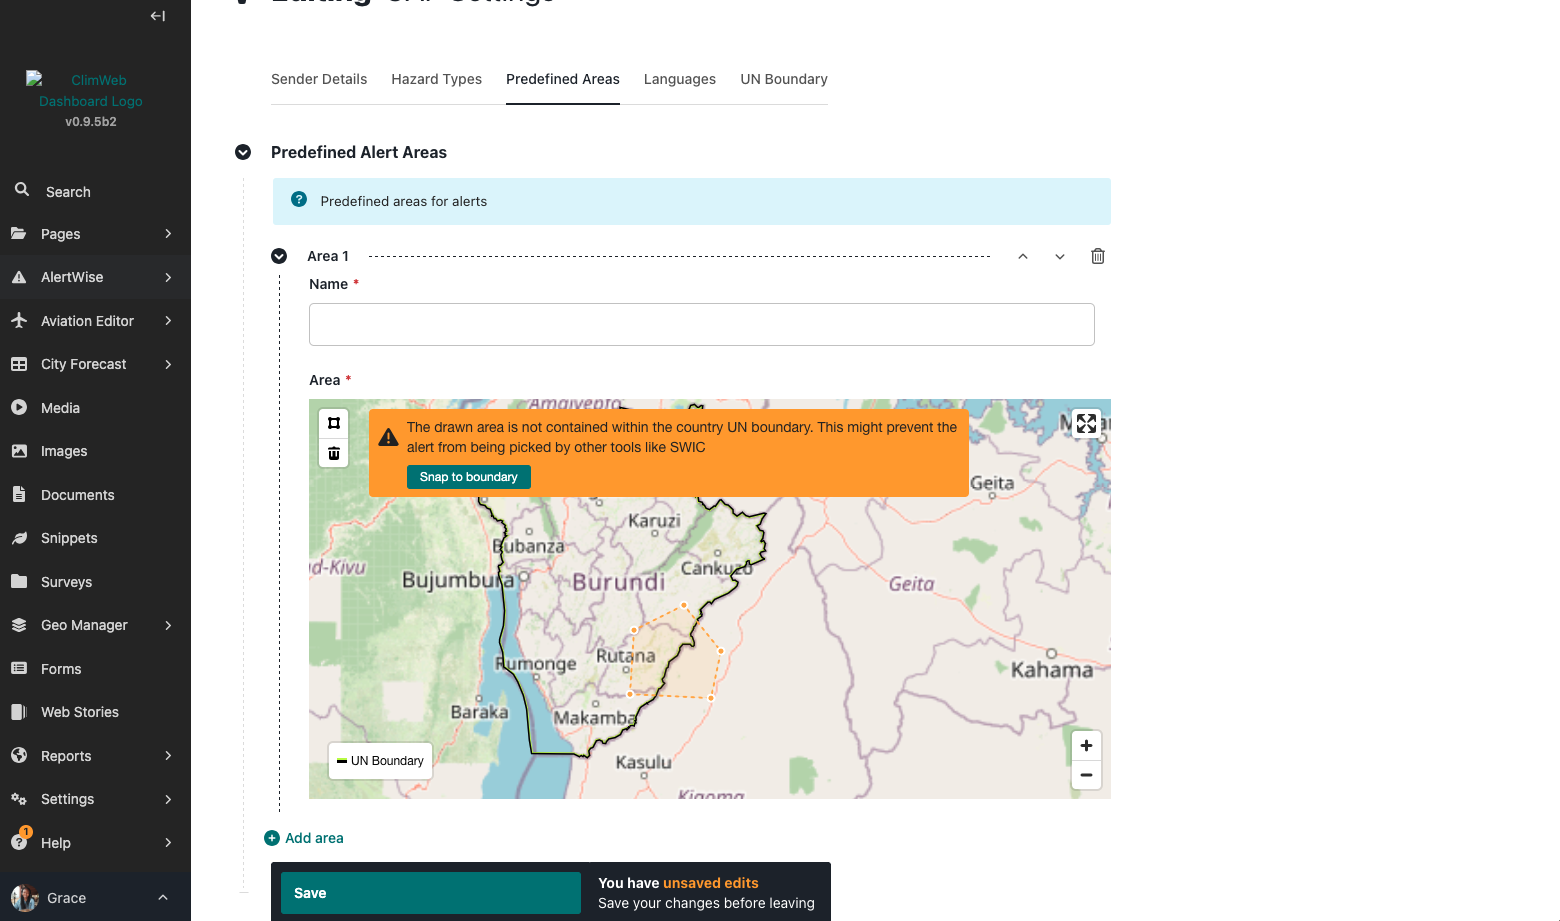 Sender Details
Hazard Types
Predefined Areas
Languages
UN Boundary
ClimWeb
Dashboard Logo
v0.9.5b2
Search
Pages
AlertWise
Aviation Editor
City Forecast
Media
Images
Documents
Snippets
Surveys
Geo Manager
Forms
Web Stories
Reports
Settings
1
Help
Grace
Predefined Alert Areas
Predefined areas for alerts
Area 1
Name *
Area *
The drawn area is not contained within the country UN boundary. This might prevent the
alert from being picked by other tools like SWIC
Snap to boundary
Geita
Karuzi
Bubanza
Cankuzo
d-Kivu
Bujumbura
Burundi
Geita
Rumonge
Rutana
Kahama
Baraka
Makamba
UN Boundary
Kasulu
Kigoma
Add area
Save
You have unsaved edits
Save your changes before leaving